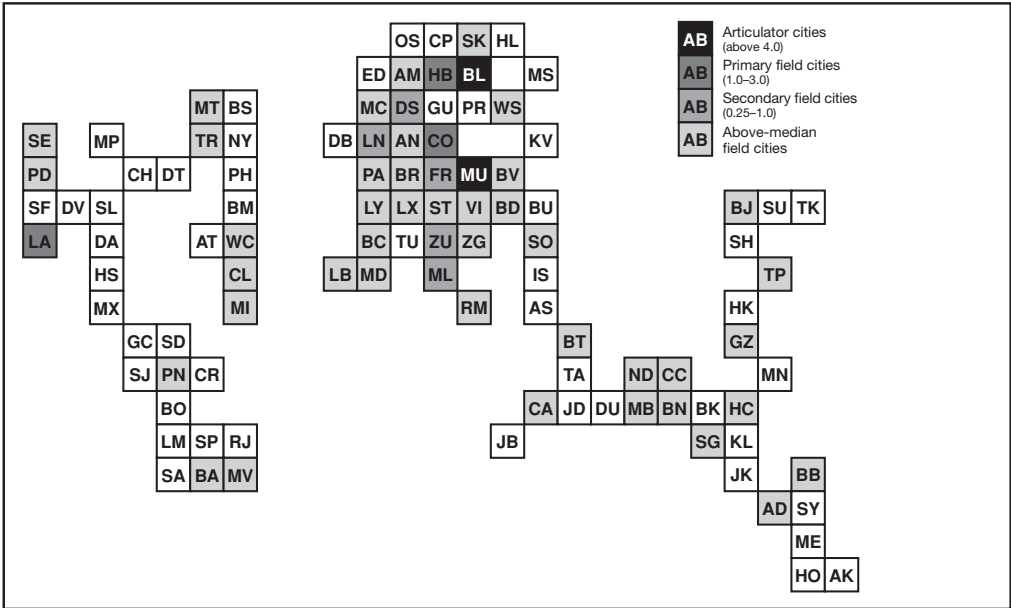 OS CP SK HL
AB Articulator cities
(above 4.0)
ED AM HB BL MS
AB Primary field cities
(1.0–3.0)
MT BS MC DS GU PR WS
AB Secondary field cities
(0.25–1.0)
SE MP TR NY DB LN AN CO KV
AB Above-median
field cities
PD CH DT PH PA BR FR MU BV
SF DV SL BM LY LX ST VI BD BU BJ SU TK
LA DA AT WC BC TU ZU ZG SO SH
HS CL LB MD ML IS TP
MX MI RM AS HK
GC SD BT GZ
SJ PN CR TA ND CC MN
BO CA JD DU MB BN BK HC
LM SP RJ JB SG KL
SA BA MV JK BB
AD SY
ME
HO AK